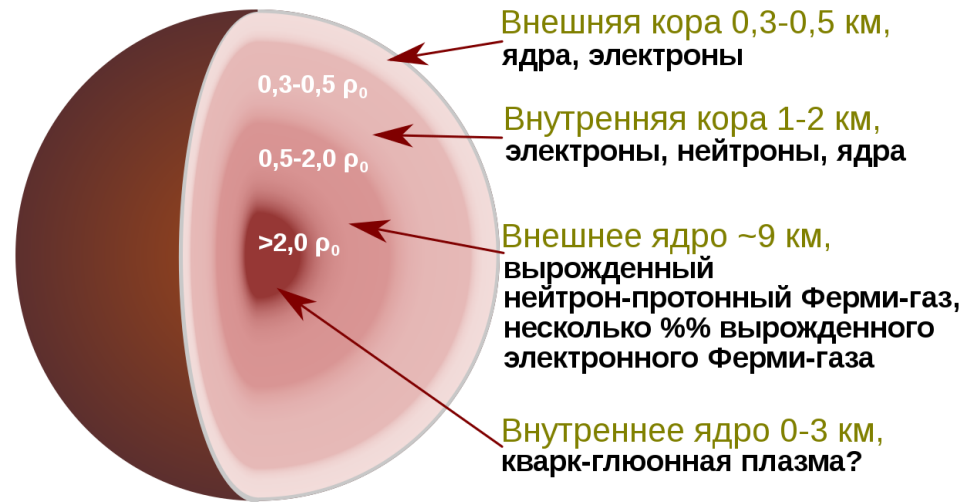 Внешняя кора 0,3-0,5 км,
ядра, электроны
0,3-0,5 ρ₀
Внутренняя кора 1-2 км,
электроны, нейтроны, ядра
0,5-2,0 ρ₀
Внешнее ядро ~9 км,
вырожденный
нейтрон-протонный Ферми-газ,
несколько %% вырожденного
электронного Ферми-газа
>2,0 ρ₀
Внутреннее ядро 0-3 км,
кварк-глюонная плазма?